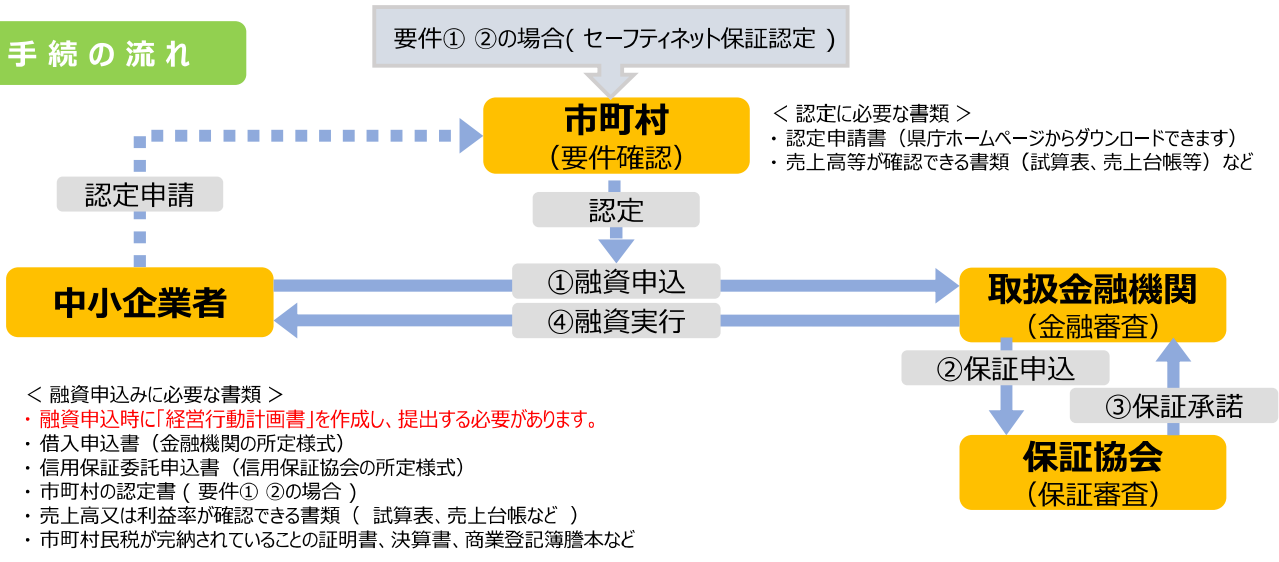 手続の流れ
要件① ②の場合( セーフティネット保証認定 )
市町村
（要件確認）
＜ 認定に必要な書類 ＞
・ 認定申請書（県庁ホームページからダウンロードできます）
・ 売上高等が確認できる書類（試算表、売上台帳等）など
認定申請
認定
中小企業者
①融資申込
④融資実行
取扱金融機関
（金融審査）
②保証申込
③保証承諾
保証協会
（保証審査）
＜ 融資申込みに必要な書類 ＞
・ 融資申込時に「経営行動計画書」を作成し、提出する必要があります。
・ 借入申込書（金融機関の所定様式）
・ 信用保証委託申込書（信用保証協会の所定様式）
・ 市町村の認定書 ( 要件① ②の場合 )
・ 売上高又は利益率が確認できる書類（ 試算表、売上台帳など ）
・ 市町村民税が完納されていることの証明書、決算書、商業登記簿謄本など